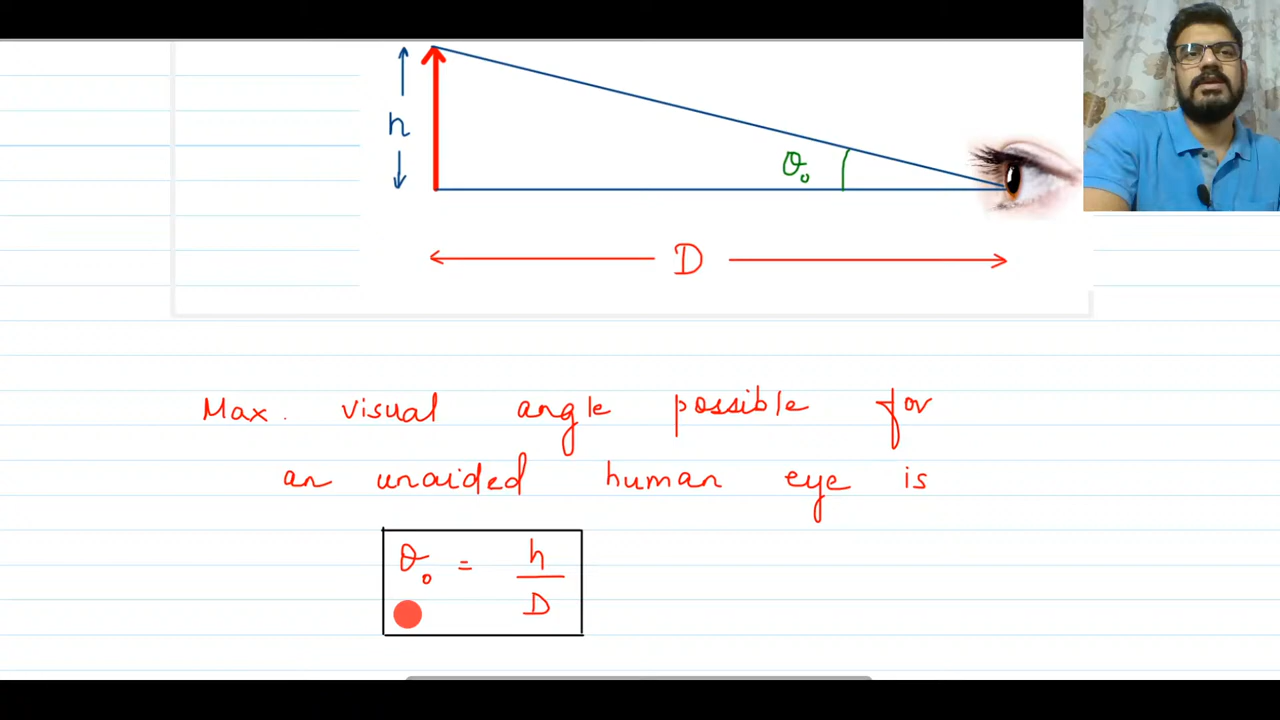 h
θ₀
D
Max. visual angle possible for
an unaided human eye is
θ₀ = h/D